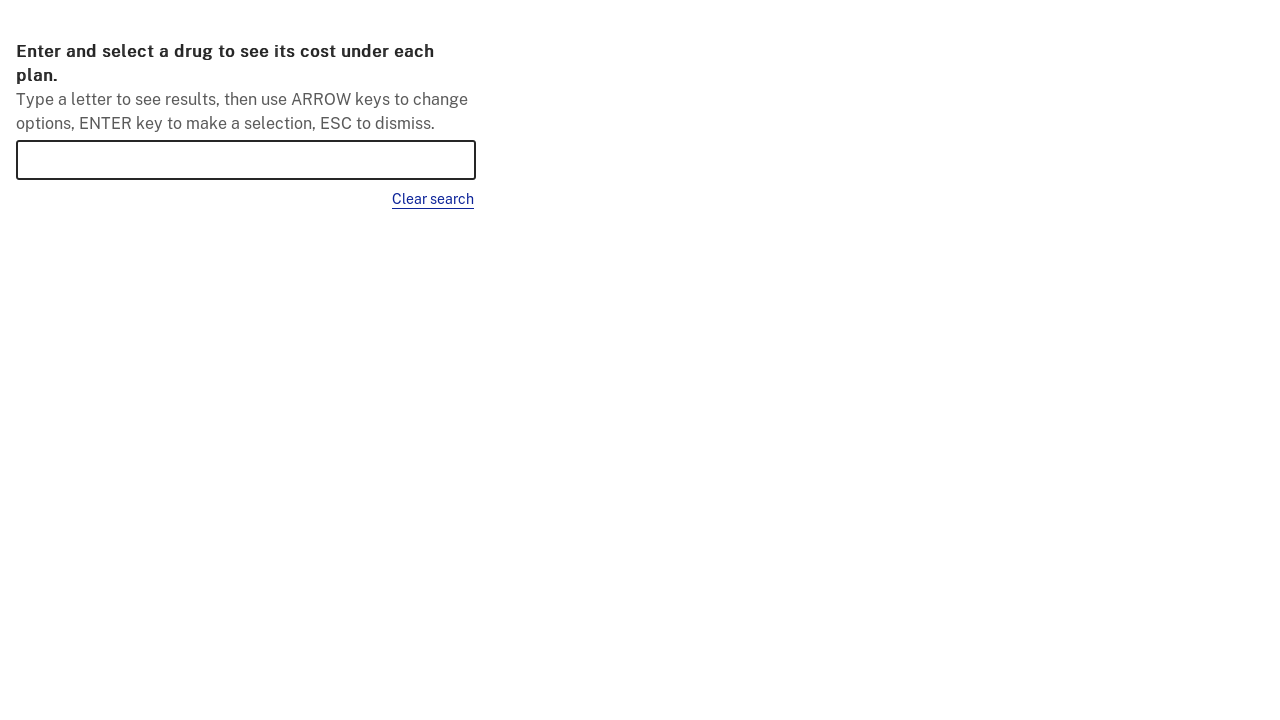 Enter and select a drug to see its cost under each
plan.
Type a letter to see results, then use ARROW keys to change
options, ENTER key to make a selection, ESC to dismiss.
Clear search